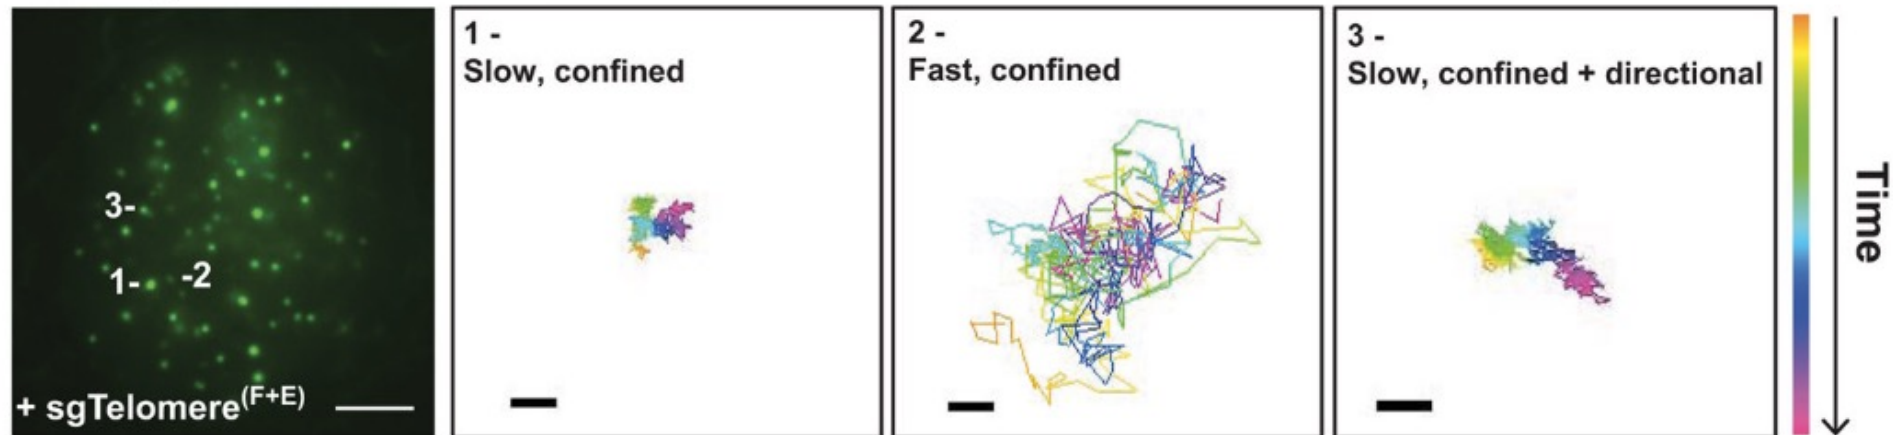 3-
1-
-2
+ sgTelomere(F+E)
1 -
Slow, confined
2 -
Fast, confined
3 -
Slow, confined + directional
Time